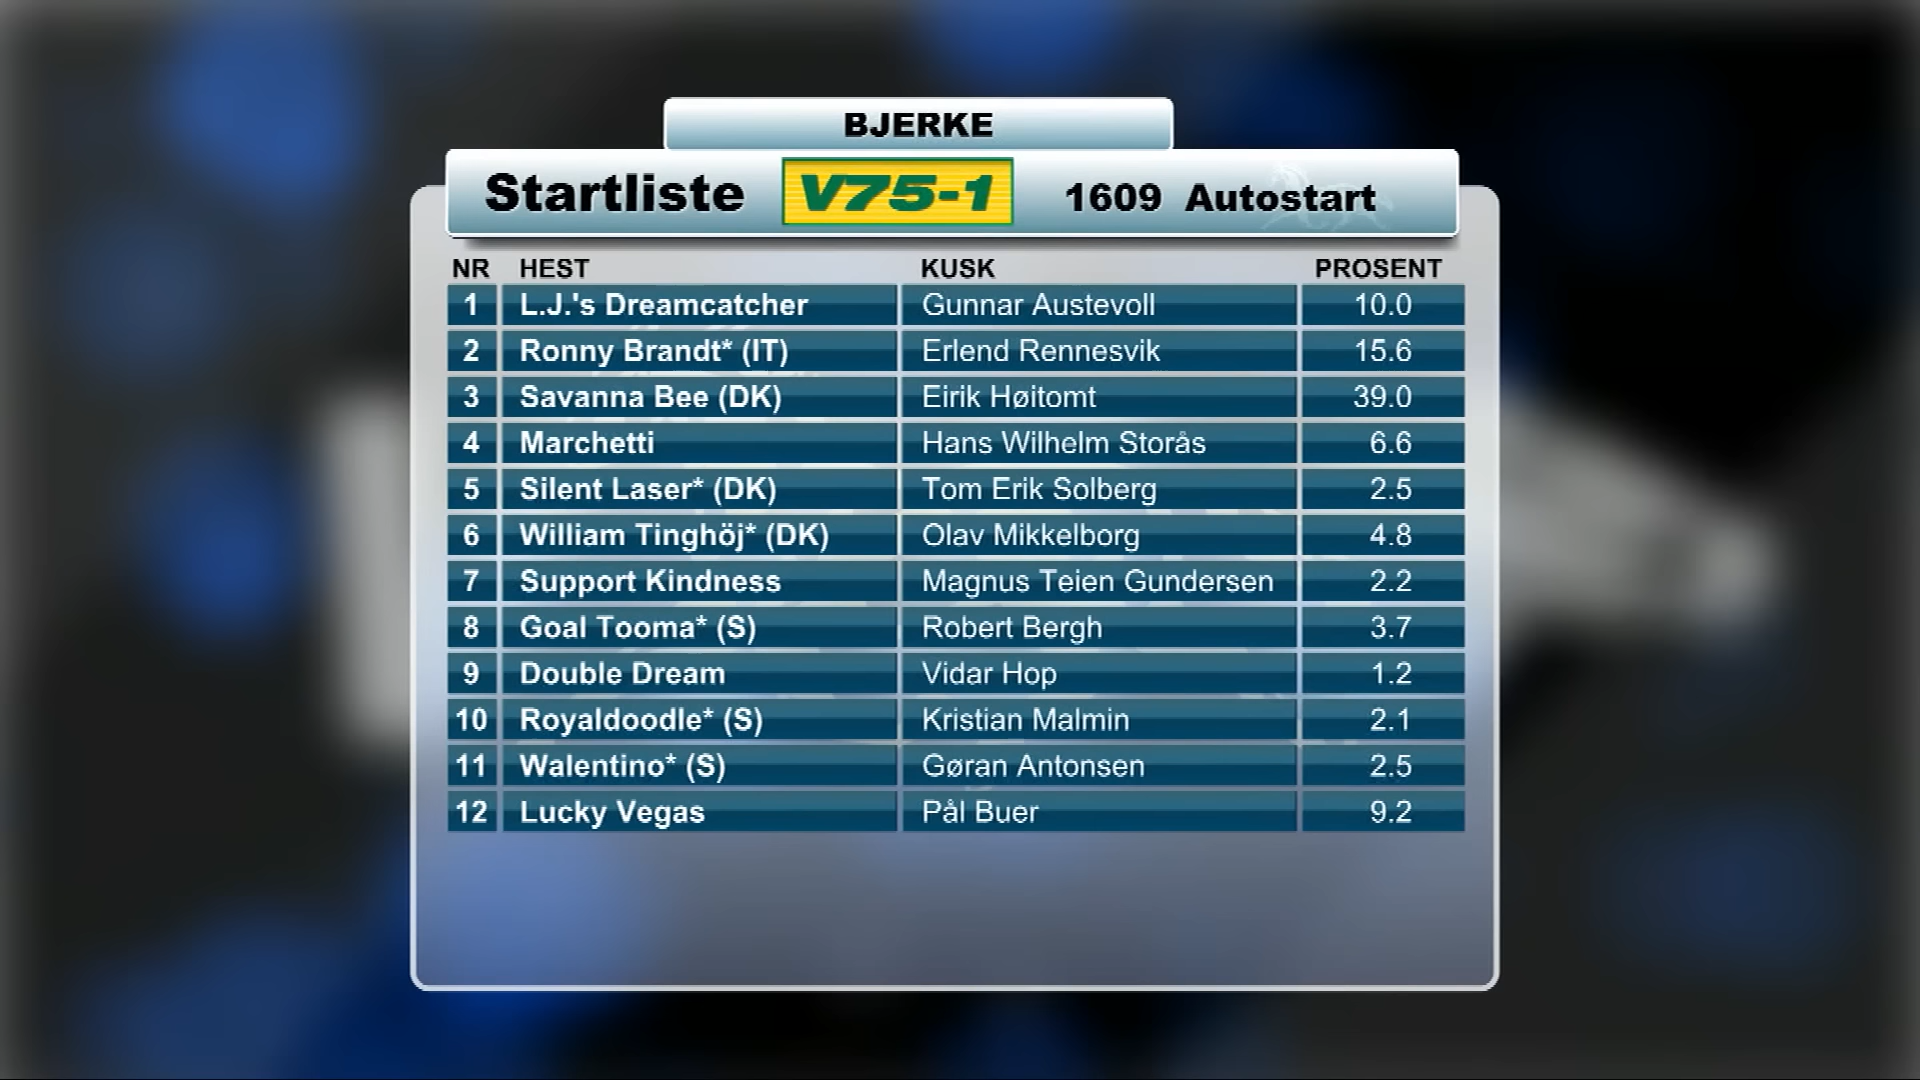 BJERKE
Startliste V75-1 1609 Autostart
NR HEST KUSK PROSENT
1 L.J.'s Dreamcatcher Gunnar Austevoll 10.0
2 Ronny Brandt* (IT) Erlend Rennesvik 15.6
3 Savanna Bee (DK) Eirik Høitomt 39.0
4 Marchetti Hans Wilhelm Storås 6.6
5 Silent Laser* (DK) Tom Erik Solberg 2.5
6 William Tinghöj* (DK) Olav Mikkelborg 4.8
7 Support Kindness Magnus Teien Gundersen 2.2
8 Goal Tooma* (S) Robert Bergh 3.7
9 Double Dream Vidar Hop 1.2
10 Royaldoodle* (S) Kristian Malmin 2.1
11 Walentino* (S) Gøran Antonsen 2.5
12 Lucky Vegas Pål Buer 9.2